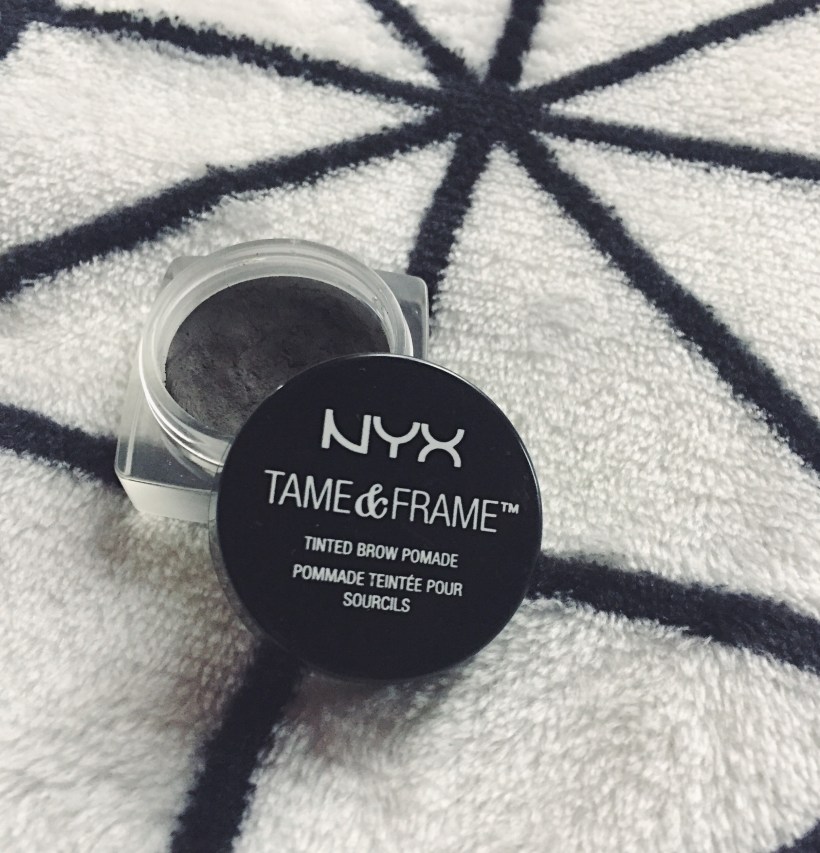 NYX
TAME&FRAME™
TINTED BROW POMADE
POMMADE TEINTÉE POUR
SOURCILS